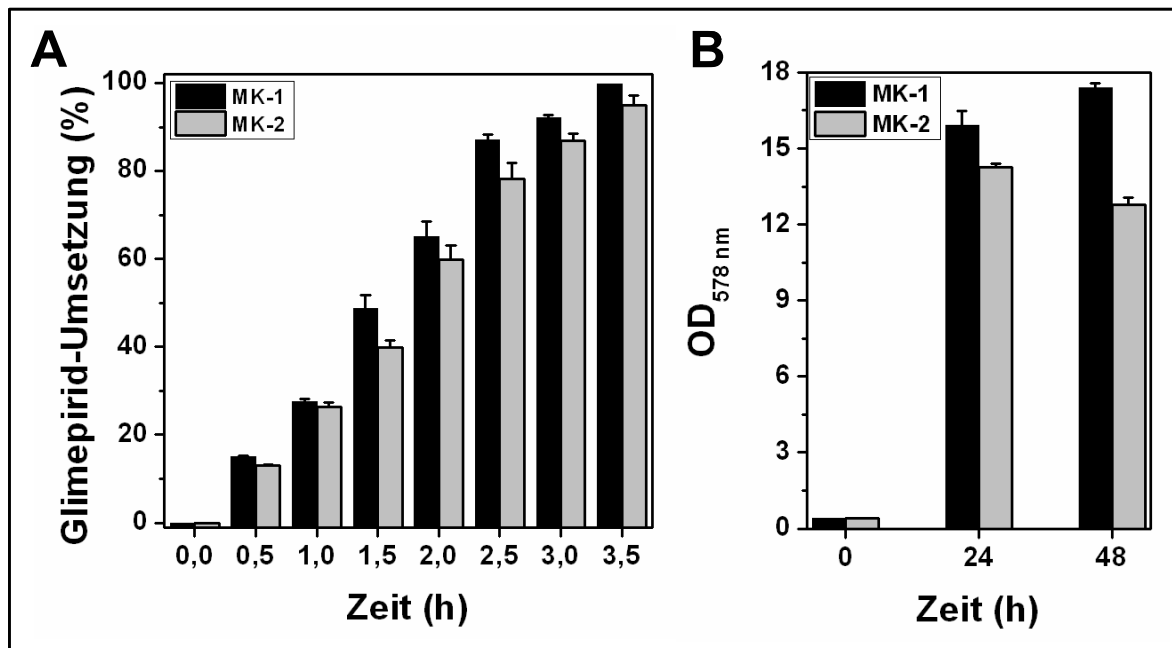 A
Glimepirid-Umsetzung (%)
100
80
60
40
20
0
MK-1
MK-2
0,0 0,5 1,0 1,5 2,0 2,5 3,0 3,5
Zeit (h)
B
OD578 nm
18
15
12
9
6
3
0
MK-1
MK-2
0 24 48
Zeit (h)